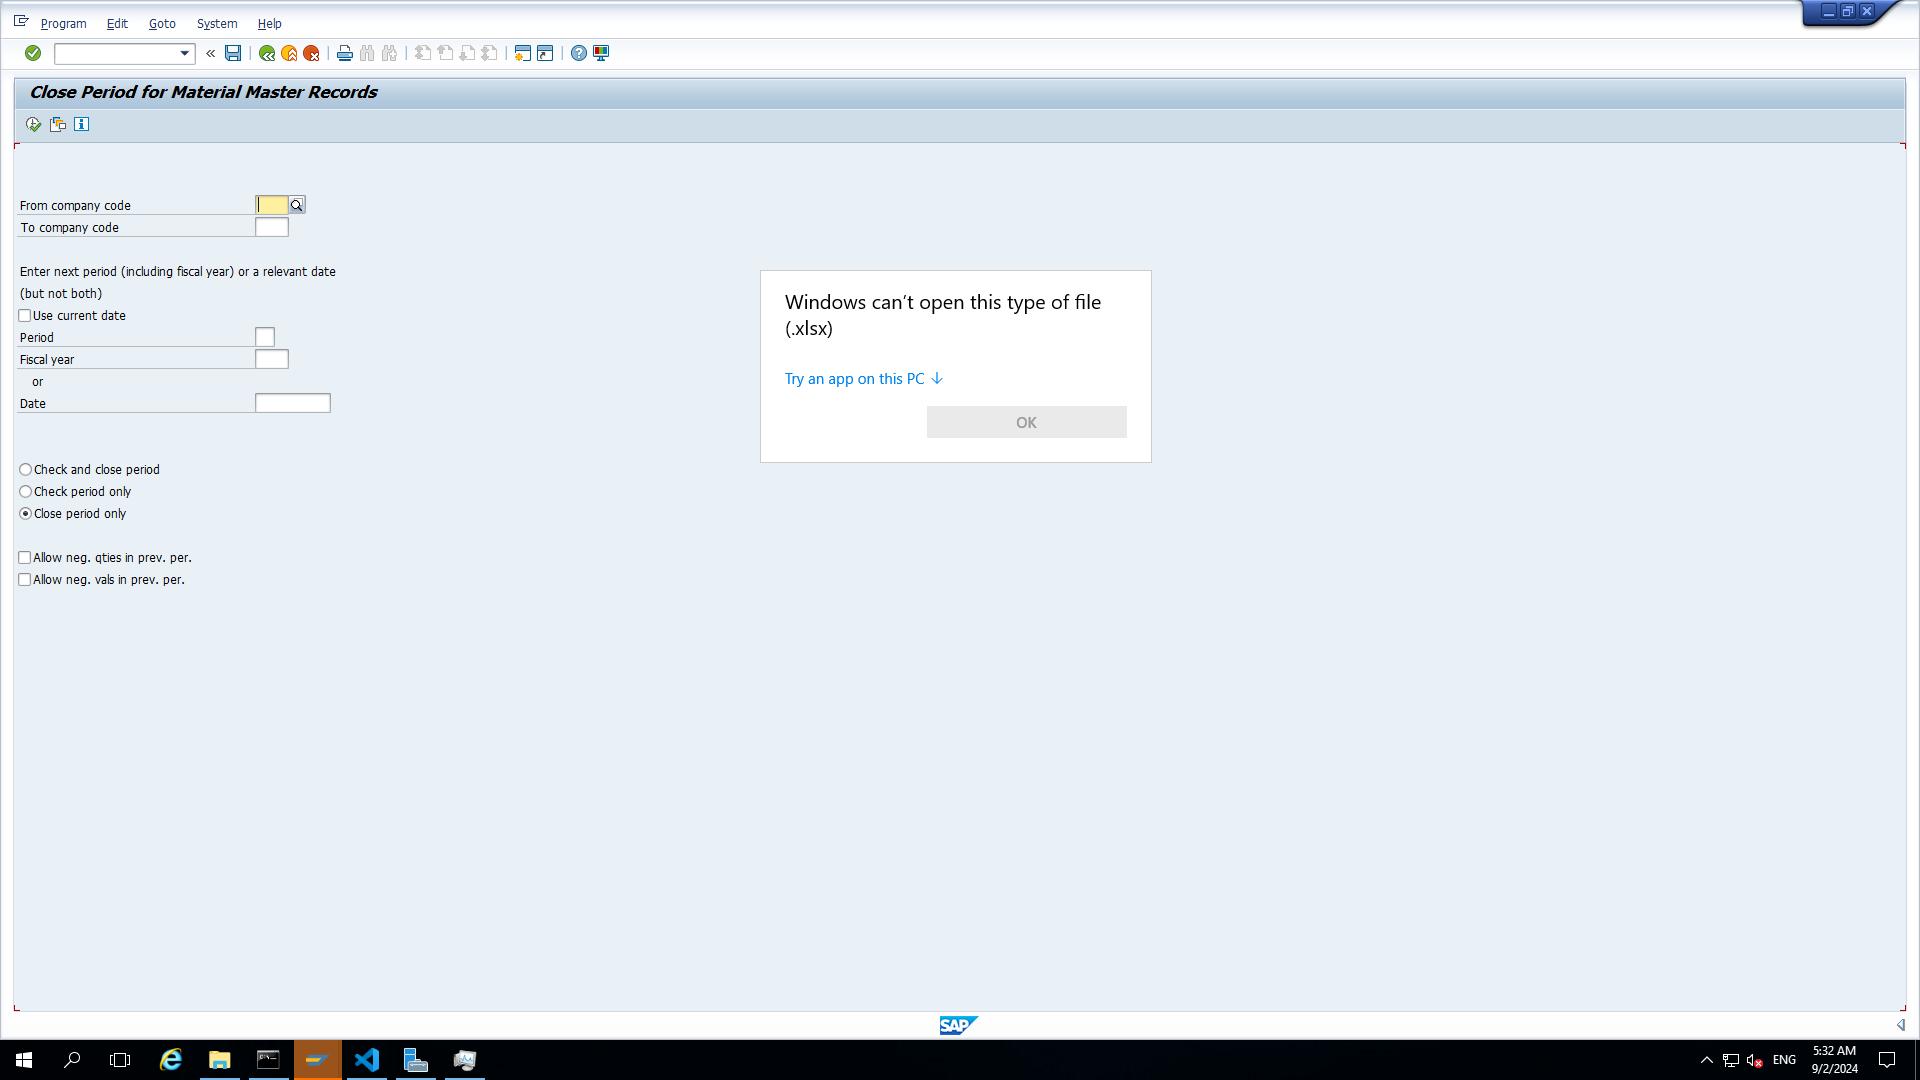 Program Edit Goto System Help
Close Period for Material Master Records
From company code
To company code
Enter next period (including fiscal year) or a relevant date
(but not both)
Use current date
Period
Fiscal year
or
Date
Check and close period
Check period only
Close period only
Allow neg. qties in prev. per.
Allow neg. vals in prev. per.
Windows can't open this type of file
(.xlsx)
Try an app on this PC
OK
SAP
ENG
5:32 AM
9/2/2024